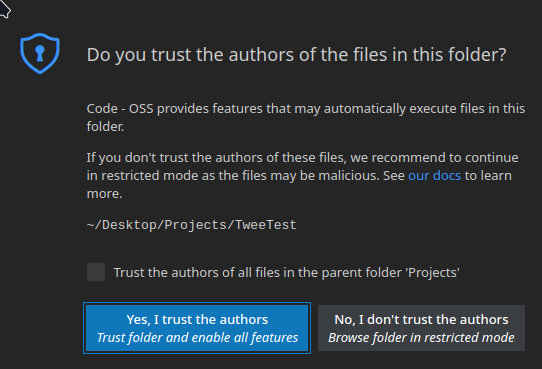 Do you trust the authors of the files in this folder?
Code - OSS provides features that may automatically execute files in this
folder.
If you don't trust the authors of these files, we recommend to continue
in restricted mode as the files may be malicious. See our docs to learn
more.
~/Desktop/Projects/TweeTest
Trust the authors of all files in the parent folder 'Projects'
Yes, I trust the authors
Trust folder and enable all features
No, I don't trust the authors
Browse folder in restricted mode